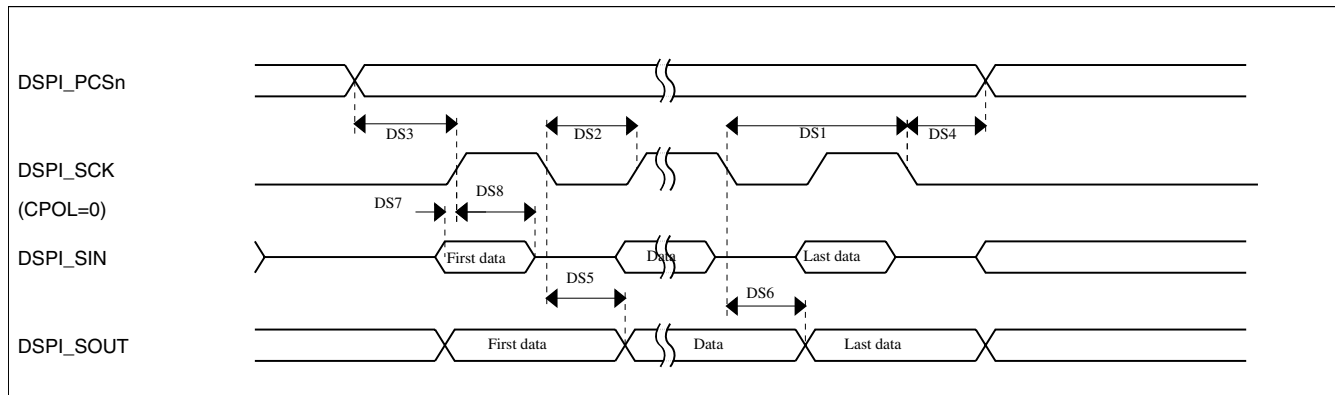 DSPI_PCSn
DS3
DS2
DS1
DS4
DSPI_SCK
(CPOL=0)
DS7
DS8
DSPI_SIN
First data
Data
Last data
DS5
DS6
DSPI_SOUT
First data
Data
Last data